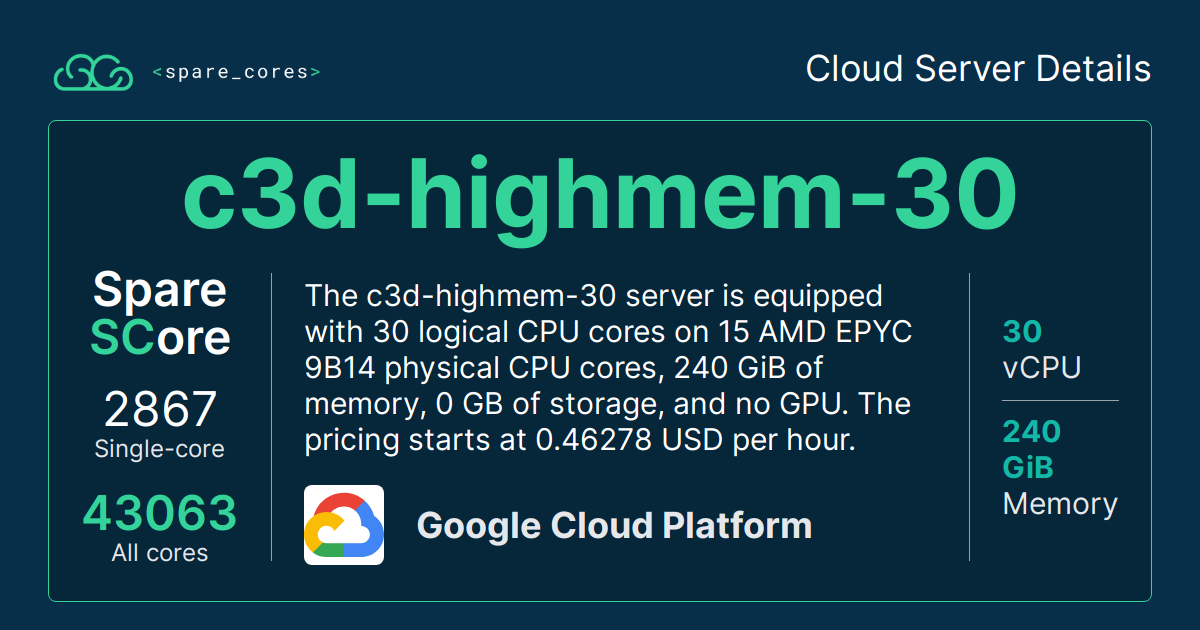 <spare_cores>
Cloud Server Details
c3d-highmem-30
Spare
SCore
2867
Single-core
43063
All cores
The c3d-highmem-30 server is equipped
with 30 logical CPU cores on 15 AMD EPYC
9B14 physical CPU cores, 240 GiB of
memory, 0 GB of storage, and no GPU. The
pricing starts at 0.46278 USD per hour.
Google Cloud Platform
30
vCPU
240
GiB
Memory